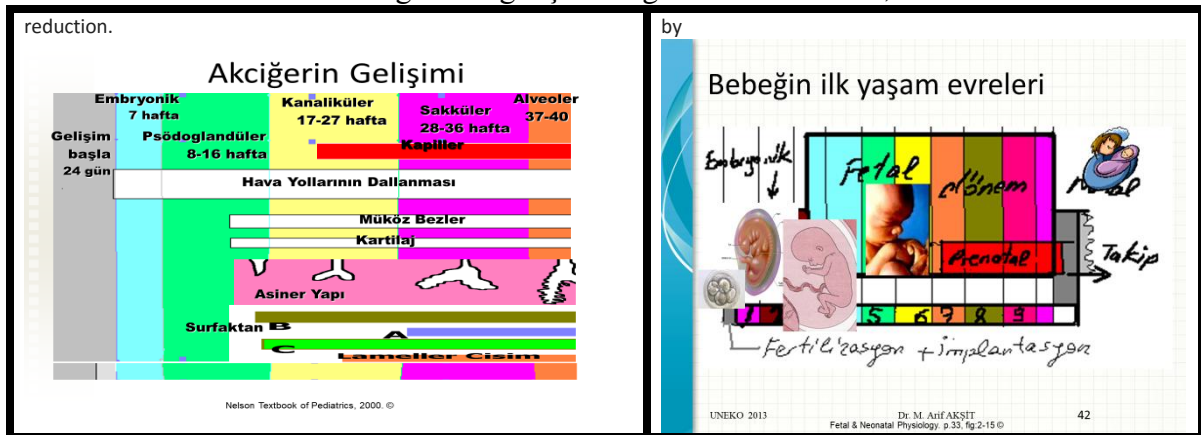 reduction.
Akciğerin Gelişimi
Embryonik
7 hafta
Kanaliküler
17-27 hafta
Sakküler
28-36 hafta
Alveoler
37-40
Gelişim
başla
24 gün
Psödoglandüler
8-16 hafta
Kapiller
Hava Yollarının Dallanması
Müköz Bezler
Kartilaj
Asiner Yapı
Surfaktan B
A
C
Lameller Cisim
Nelson Textbook of Pediatrics, 2000. ©
by
Bebeğin ilk yaşam evreleri
Embryonik
Fetal dönem
Prenatal
Takip
5 6 7 8 9
Fertilizasyon + implantasyon
UNEKO 2013
Dr. M. Arif AKŞİT
42
Fetal & Neonatal Physiology. p.33, fig:2-15 ©